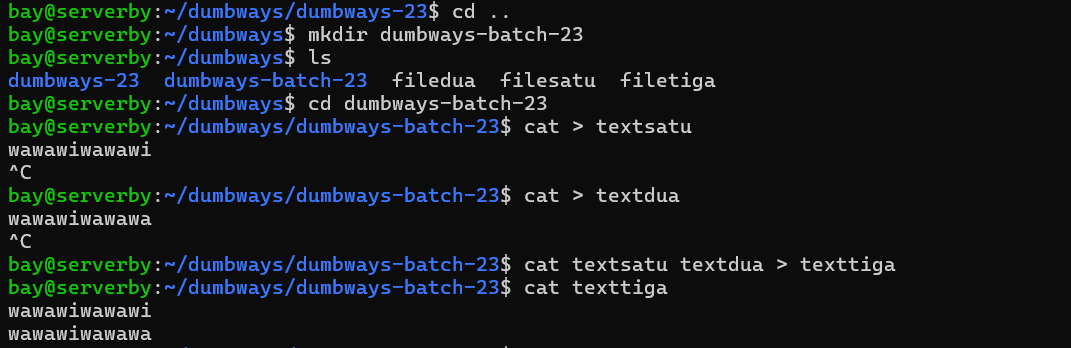 bay@serverby:~/dumbways/dumbways-23$ cd ..
bay@serverby:~/dumbways$ mkdir dumbways-batch-23
bay@serverby:~/dumbways$ ls
dumbways-23  dumbways-batch-23  filedua  filesatu  filetiga
bay@serverby:~/dumbways$ cd dumbways-batch-23
bay@serverby:~/dumbways/dumbways-batch-23$ cat > textsatu
wawawiwawawi
^C
bay@serverby:~/dumbways/dumbways-batch-23$ cat > textdua
wawawiwawawa
^C
bay@serverby:~/dumbways/dumbways-batch-23$ cat textsatu textdua > texttiga
bay@serverby:~/dumbways/dumbways-batch-23$ cat texttiga
wawawiwawawi
wawawiwawawa